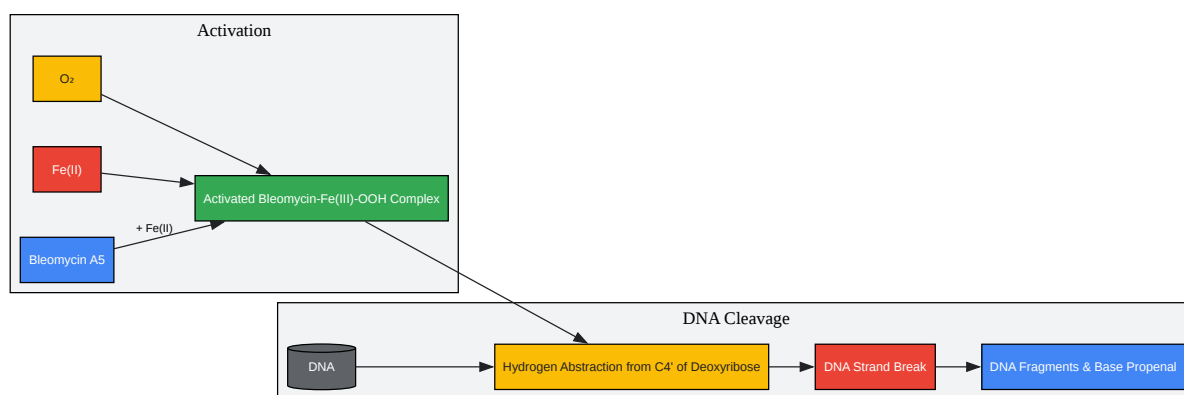 Activation
O₂
Fe(II)
Activated Bleomycin-Fe(III)-OOH Complex
+ Fe(II)
Bleomycin A5
DNA Cleavage
DNA
Hydrogen Abstraction from C4' of Deoxyribose
DNA Strand Break
DNA Fragments & Base Propenal